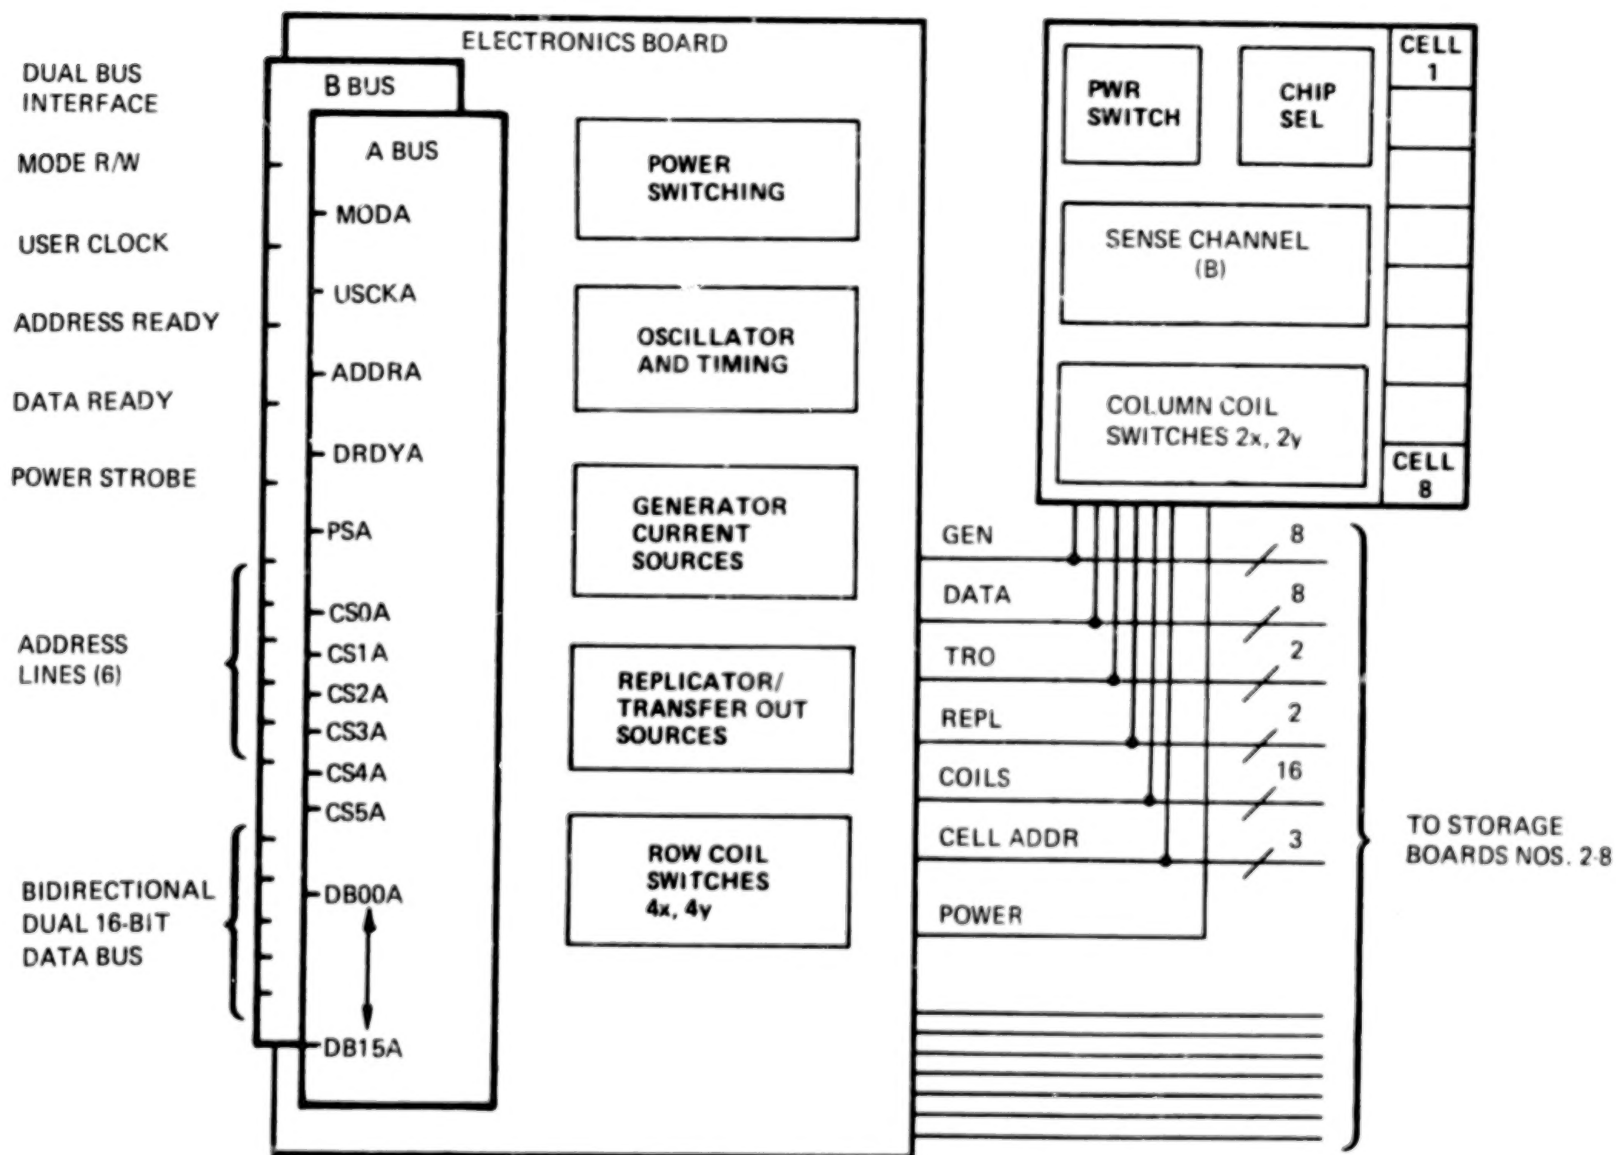 ELECTRONICS BOARD
DUAL BUS
INTERFACE
MODE R/W
USER CLOCK
ADDRESS READY
DATA READY
POWER STROBE
ADDRESS
LINES (6)
BIDIRECTIONAL
DUAL 16-BIT
DATA BUS
B BUS
A BUS
MODA
USCKA
ADDRA
DRDYA
PSA
CS0A
CS1A
CS2A
CS3A
CS4A
CS5A
DB00A
DB15A
POWER
SWITCHING
OSCILLATOR
AND TIMING
GENERATOR
CURRENT
SOURCES
REPLICATOR/
TRANSFER OUT
SOURCES
ROW COIL
SWITCHES
4x, 4y
PWR
SWITCH
CHIP
SEL
SENSE CHANNEL
(B)
COLUMN COIL
SWITCHES 2x, 2y
CELL
1
CELL
8
GEN 8
DATA 8
TRO 2
REPL 2
COILS 16
CELL ADDR 3
POWER
TO STORAGE
BOARDS NOS. 2-8